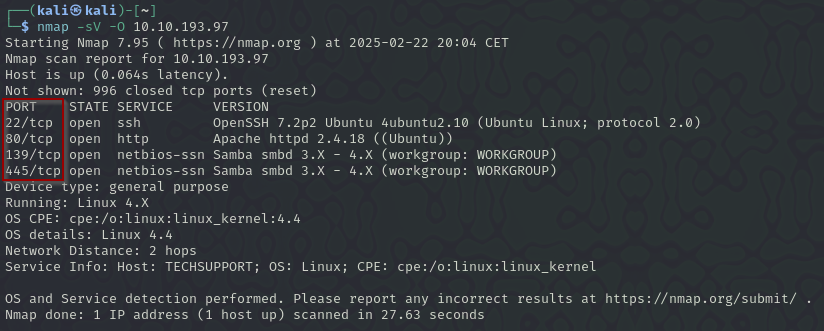 ┌──(kali㉿kali)-[~]
└─$ nmap -sV -O 10.10.193.97
Starting Nmap 7.95 ( https://nmap.org ) at 2025-02-22 20:04 CET
Nmap scan report for 10.10.193.97
Host is up (0.064s latency).
Not shown: 996 closed tcp ports (reset)
PORT    STATE SERVICE     VERSION
22/tcp  open  ssh         OpenSSH 7.2p2 Ubuntu 4ubuntu2.10 (Ubuntu Linux; protocol 2.0)
80/tcp  open  http        Apache httpd 2.4.18 ((Ubuntu))
139/tcp open  netbios-ssn Samba smbd 3.X - 4.X (workgroup: WORKGROUP)
445/tcp open  netbios-ssn Samba smbd 3.X - 4.X (workgroup: WORKGROUP)
Device type: general purpose
Running: Linux 4.X
OS CPE: cpe:/o:linux:linux_kernel:4.4
OS details: Linux 4.4
Network Distance: 2 hops
Service Info: Host: TECHSUPPORT; OS: Linux; CPE: cpe:/o:linux:linux_kernel
OS and Service detection performed. Please report any incorrect results at https://nmap.org/submit/ .
Nmap done: 1 IP address (1 host up) scanned in 27.63 seconds